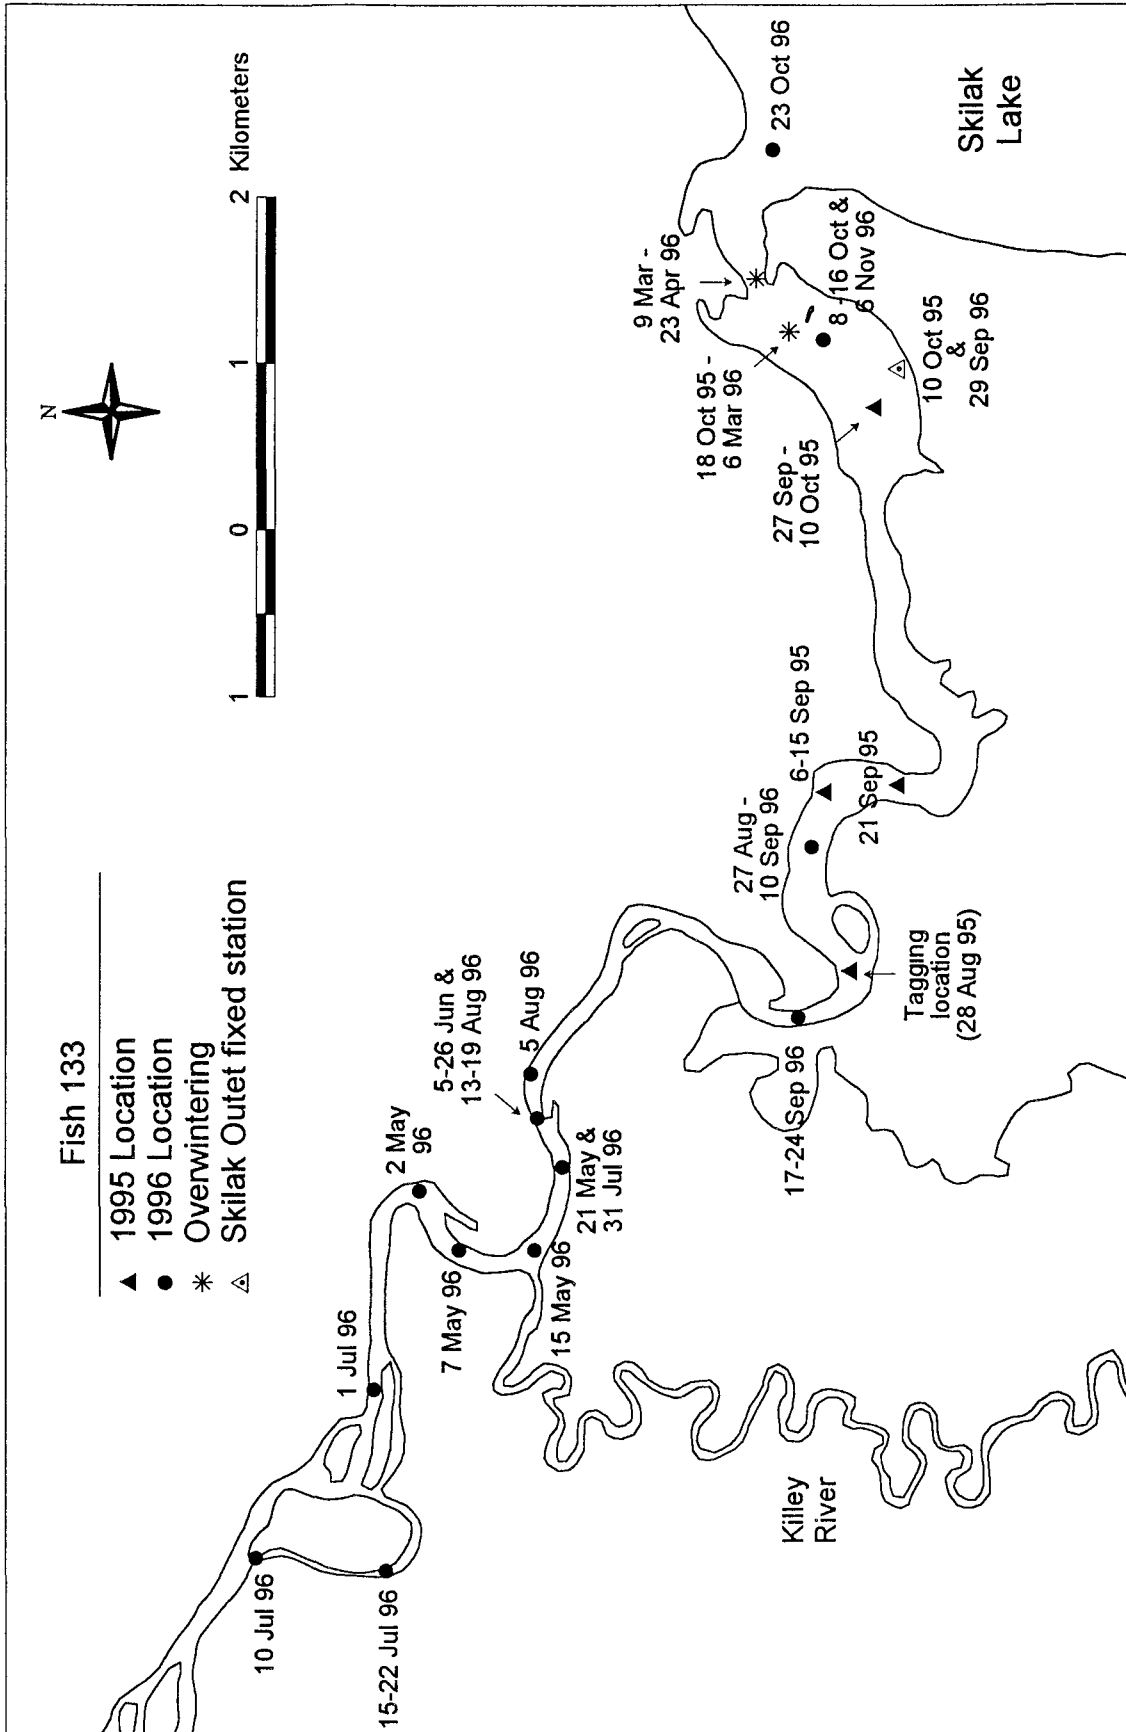 Fish 133
1995 Location
1996 Location
Overwintering
Skilak Outet fixed station
N
1
0
1
2 Kilometers
10 Jul 96
15-22 Jul 96
1 Jul 96
2 May
96
7 May 96
15 May 96
5-26 Jun &
13-19 Aug 96
5 Aug 96
21 May &
31 Jul 96
Killey
River
17-24 Sep 96
Tagging
location
(28 Aug 95)
27 Aug -
10 Sep 96
6-15 Sep 95
21 Sep 95
27 Sep -
10 Oct 95
18 Oct 95 -
6 Mar 96
9 Mar -
23 Apr 96
8 -16 Oct &
6 Nov 96
10 Oct 95
&
29 Sep 96
23 Oct 96
Skilak
Lake